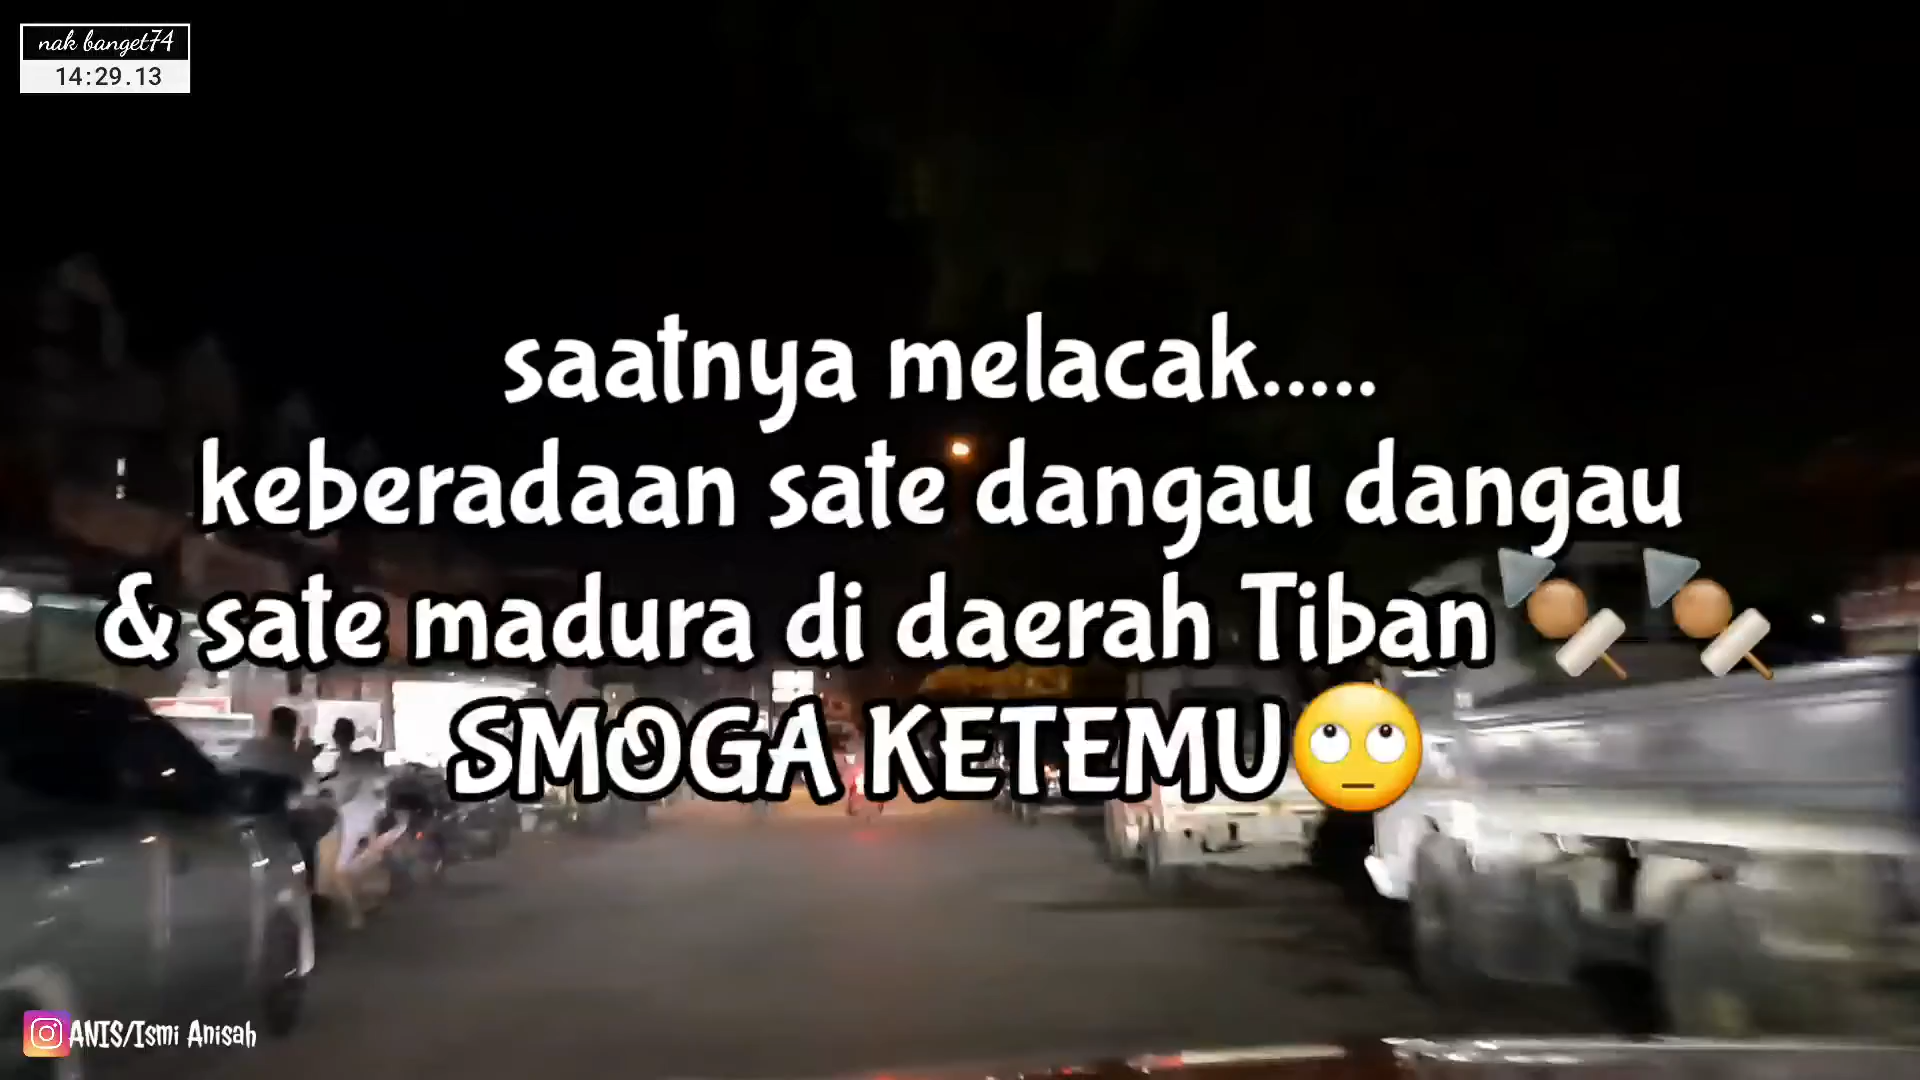 nak banget74
14:29.13
saatnya melacak.....
keberadaan sate dangau dangau
& sate madura di daerah Tiban🍢🍢
SMOGA KETEMU🙄
ANIS/Ismi Anisah